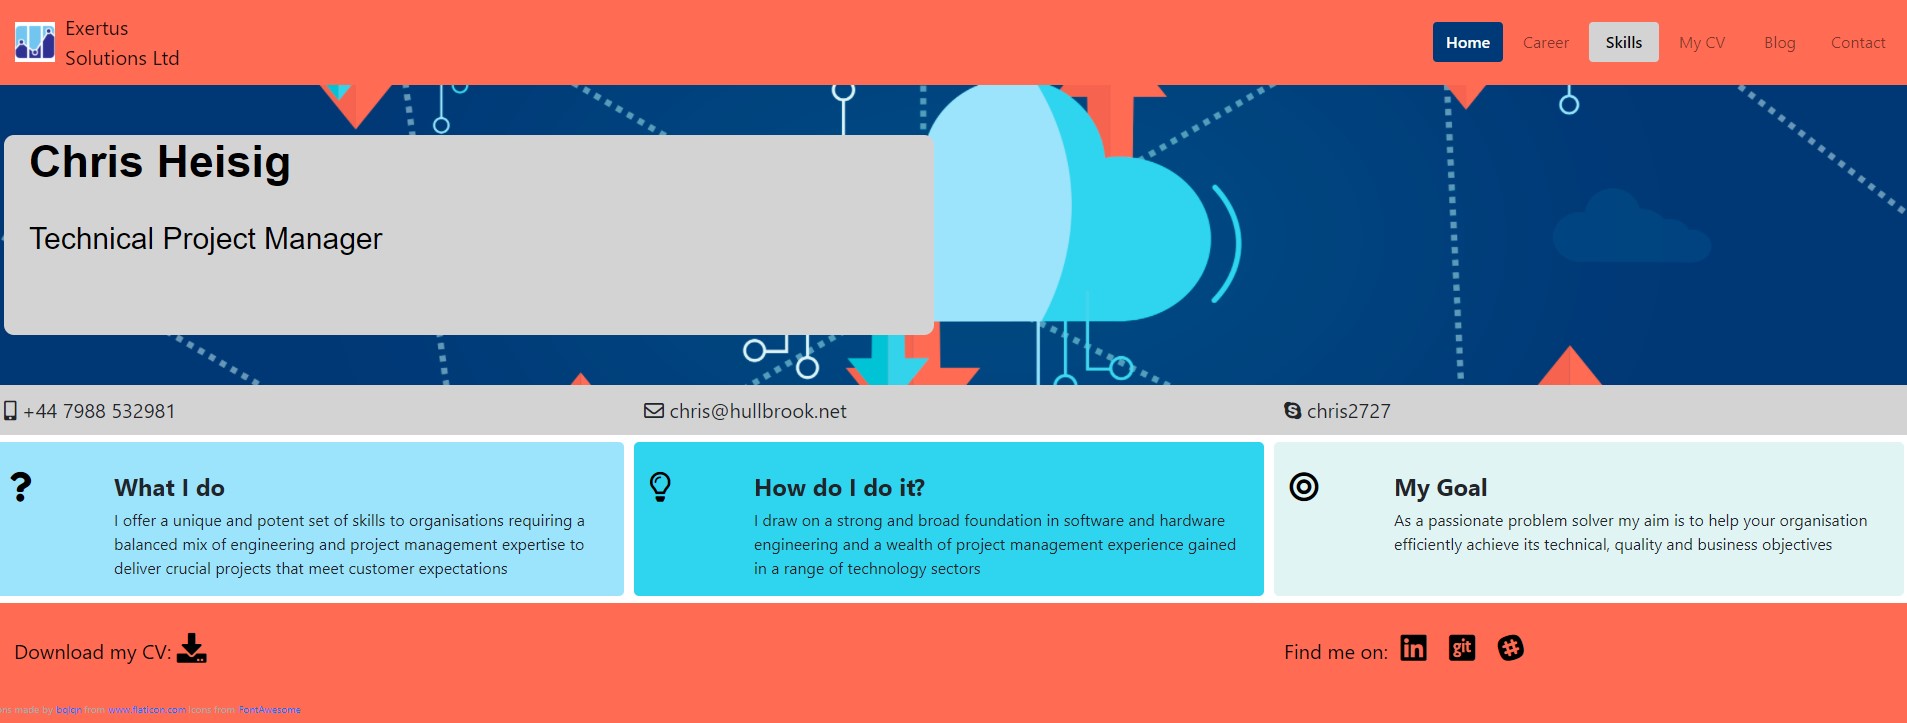 Exertus
Solutions Ltd
Home Career Skills My CV Blog Contact
Chris Heisig
Technical Project Manager
+44 7988 532981 chris@hullbrook.net chris2727
What I do
I offer a unique and potent set of skills to organisations requiring a
balanced mix of engineering and project management expertise to
deliver crucial projects that meet customer expectations
How do I do it?
I draw on a strong and broad foundation in software and hardware
engineering and a wealth of project management experience gained
in a range of technology sectors
My Goal
As a passionate problem solver my aim is to help your organisation
efficiently achieve its technical, quality and business objectives
Download my CV: Find me on: in git
made by bqlqn from www.flaticon.com Icons from FontAwesome